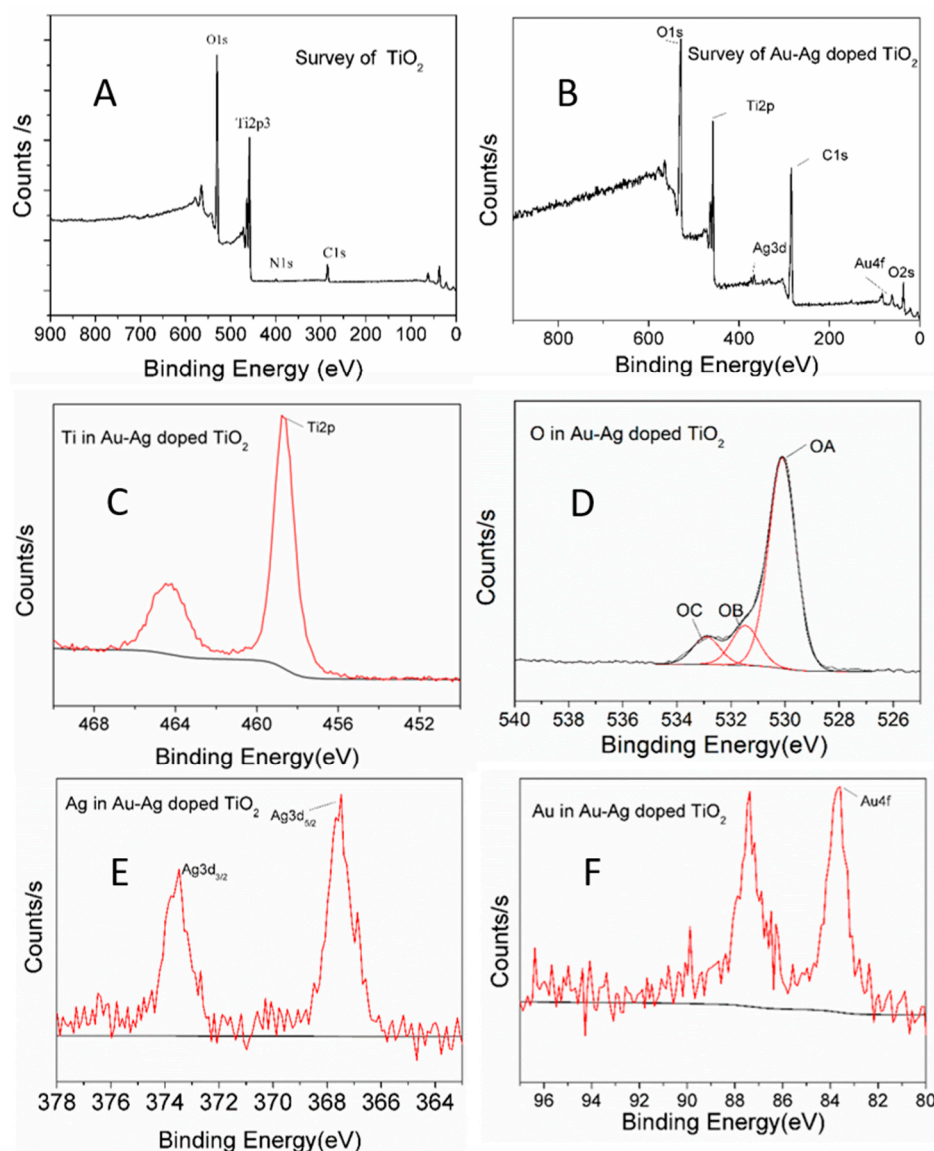 O1s
Survey of TiO2
A
Ti2p3
N1s
C1s
Counts /s
900 800 700 600 500 400 300 200 100 0
Binding Energy (eV)
O1s
Survey of Au-Ag doped TiO2
B
Ti2p
C1s
Ag3d
Au4f
O2s
Counts/s
800 600 400 200 0
Binding Energy (eV)
Ti in Au-Ag doped TiO2
Ti2p
C
Counts/s
468 464 460 456 452
Binding Energy(eV)
O in Au-Ag doped TiO2
OA
D
OC
OB
Counts/s
540 538 536 534 532 530 528 526
Bingding Energy(eV)
Ag in Au-Ag doped TiO2
Ag3d5/2
E
Ag3d3/2
Counts/s
378 376 374 372 370 368 366 364
Binding Energy(eV)
Au in Au-Ag doped TiO2
Au4f
F
Counts/s
96 94 92 90 88 86 84 82 80
Binding Energy(eV)